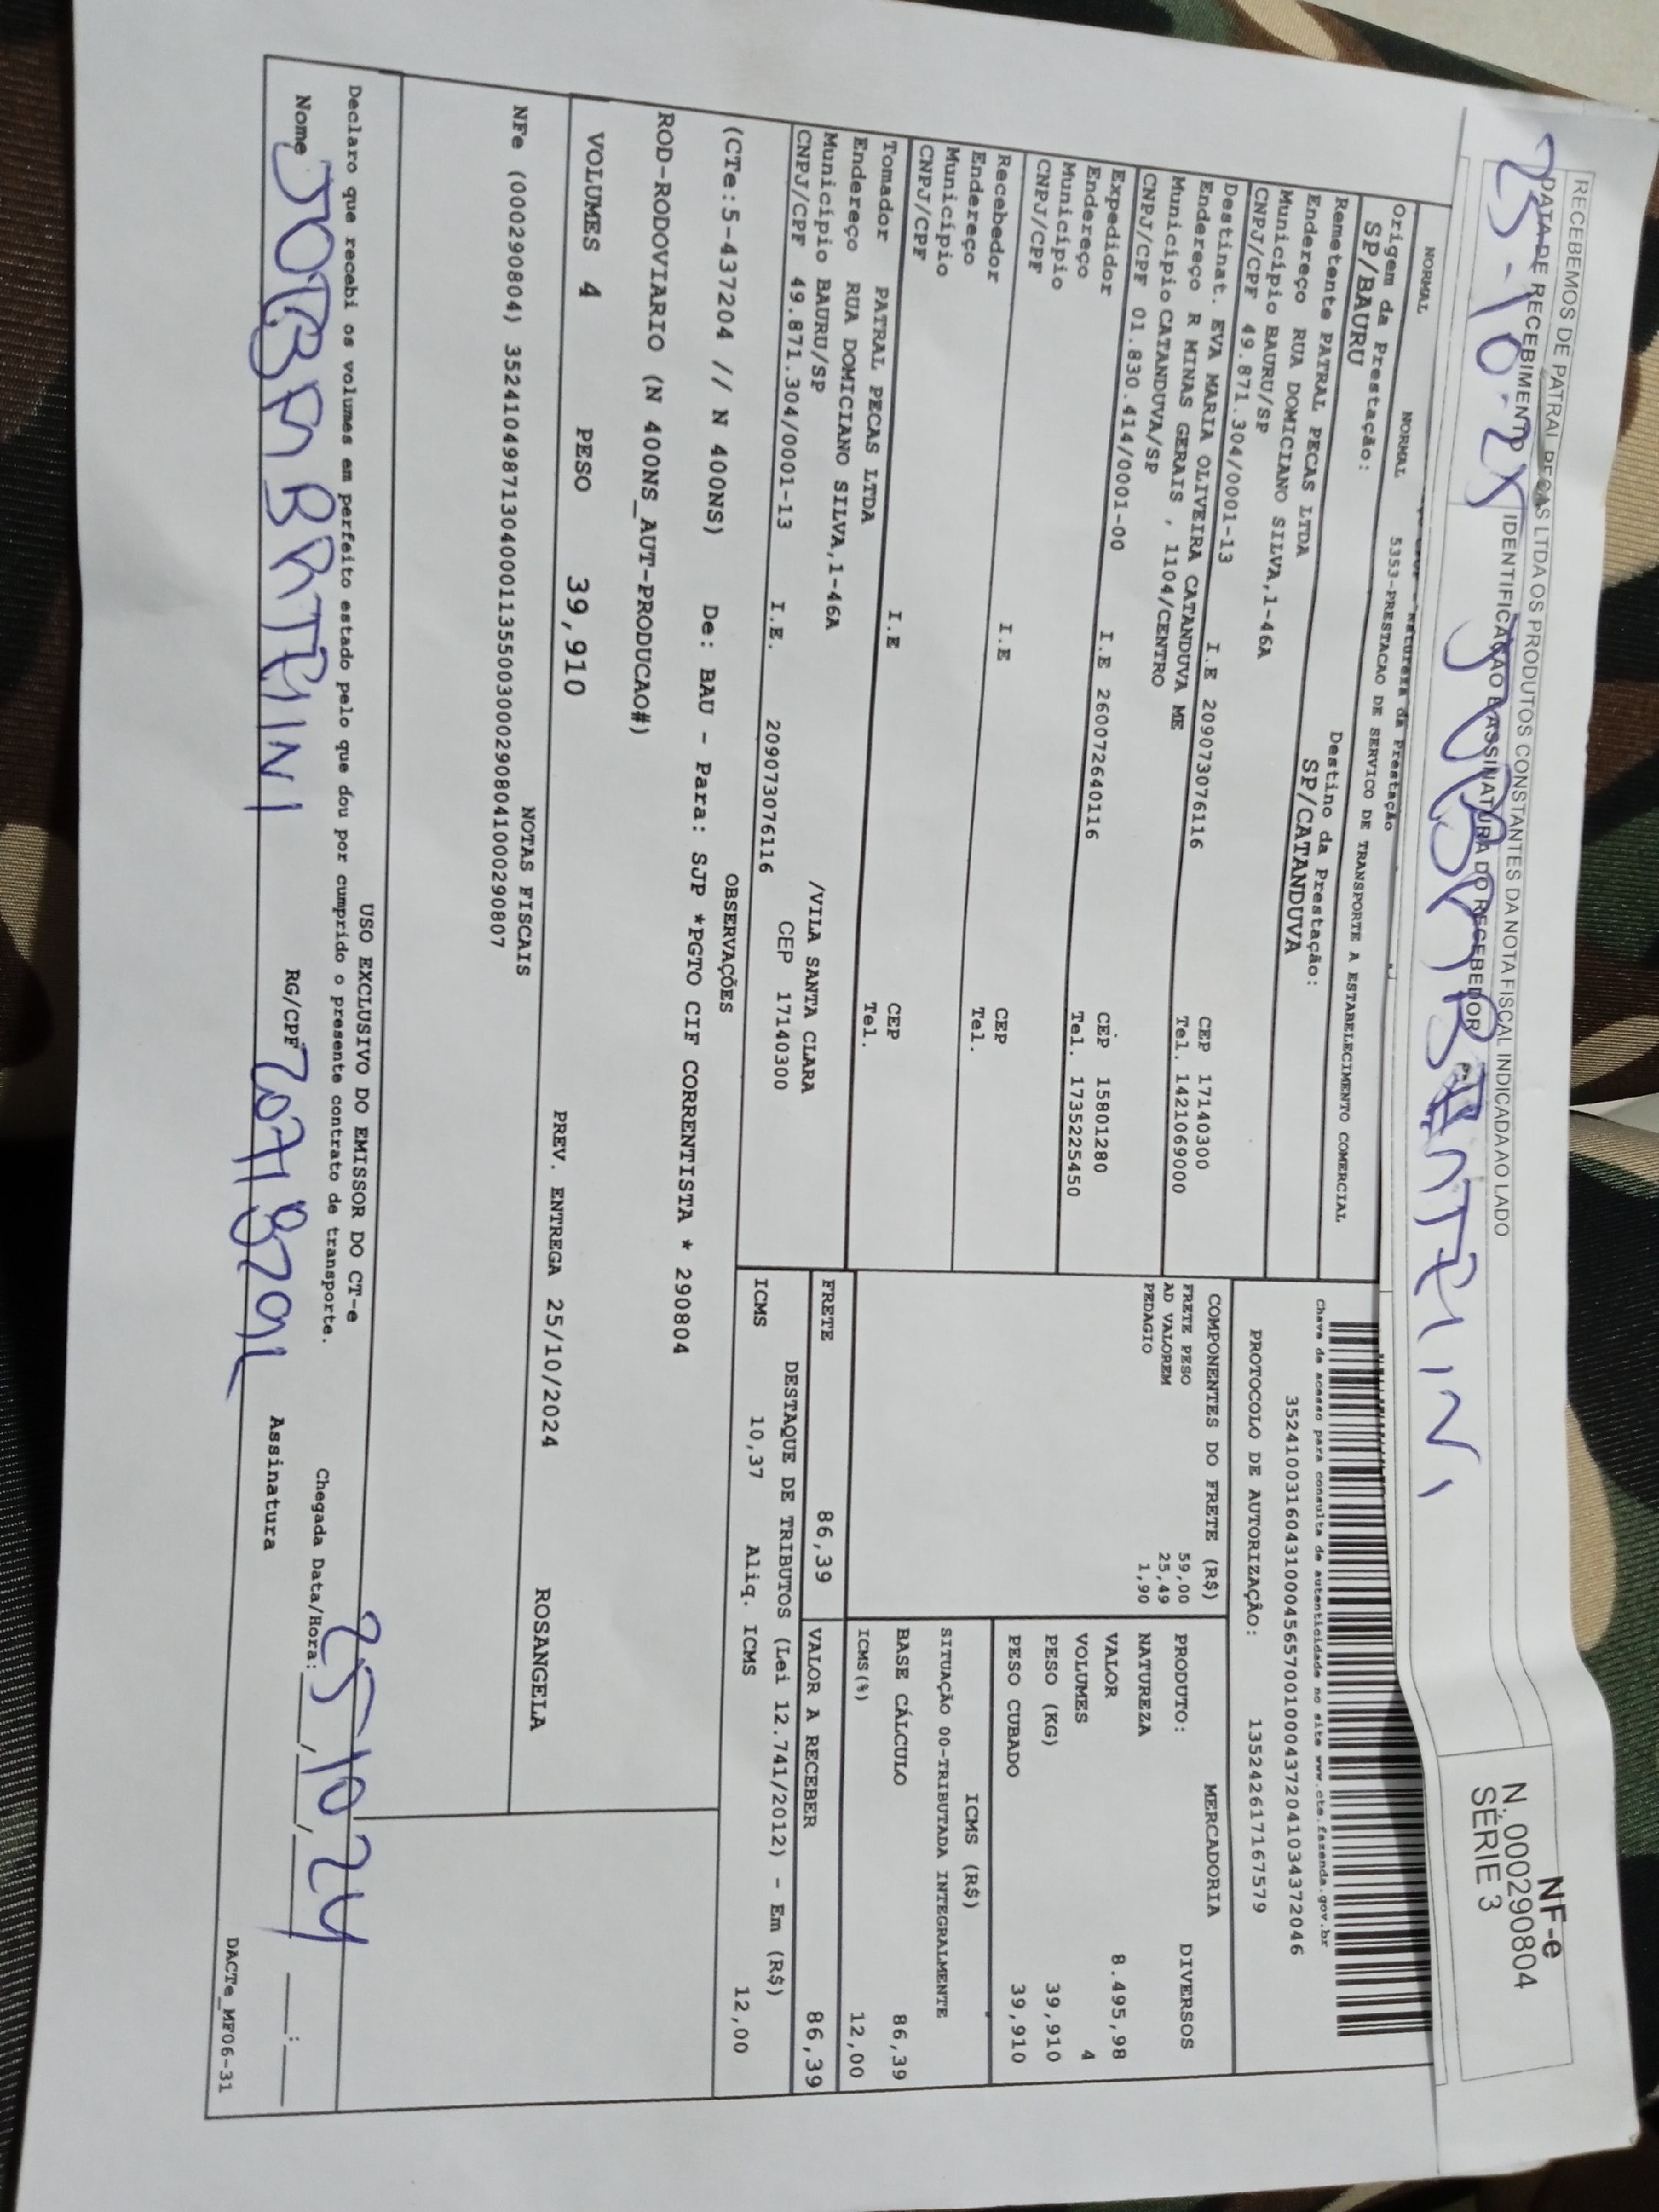 RECEBEMOS DE PATRAL PECAS LTDA OS PRODUTOS CONSTANTES DA NOTA FISCAL INDICADA AO LADO
DATA DE RECEBIMENTO IDENTIFICAÇÃO E ASSINATURA DO RECEBEDOR
25-10-24
NF-e
N. 000290804
SÉRIE 3
NORMAL NORMAL 5353-PRESTACAO DE SERVICO DE TRANSPORTE A ESTABELECIMENTO COMERCIAL
Natureza da Prestação
Origem da Prestação: Destino da Prestação:
SP/BAURU SP/CATANDUVA
Chave de acesso para consulta de autenticidade no site www.cte.fazenda.gov.br
35241003160431000456570010004372041034372046
PROTOCOLO DE AUTORIZAÇÃO: 135242617167579
Remetente PATRAL PECAS LTDA
Endereço RUA DOMICIANO SILVA,1-46A
Município BAURU/SP CEP 17140300
CNPJ/CPF 49.871.304/0001-13 I.E 209073076116 Tel. 1421069000
Destinat. EVA MARIA OLIVEIRA CATANDUVA ME
Endereço R MINAS GERAIS , 1104/CENTRO
Município CATANDUVA/SP CEP 15801280
CNPJ/CPF 01.830.414/0001-00 I.E 260072640116 Tel. 1735225450
Expedidor
Endereço
Município CEP
CNPJ/CPF I.E Tel.
Recebedor
Endereço
Município CEP
CNPJ/CPF I.E Tel.
Tomador PATRAL PECAS LTDA
Endereço RUA DOMICIANO SILVA,1-46A /VILA SANTA CLARA
Município BAURU/SP CEP 17140300
CNPJ/CPF 49.871.304/0001-13 I.E. 209073076116
COMPONENTES DO FRETE (R$)
FRETE PESO 59,00
AD VALOREM 25,49
PEDAGIO 1,90
MERCADORIA
PRODUTO: DIVERSOS
NATUREZA
VALOR 8.495,98
VOLUMES 4
PESO (KG) 39,910
PESO CUBADO 39,910
ICMS (R$)
SITUAÇÃO 00-TRIBUTADA INTEGRALMENTE
BASE CÁLCULO 86,39
ICMS(%) 12,00
FRETE 86,39 VALOR A RECEBER 86,39
DESTAQUE DE TRIBUTOS (Lei 12.741/2012) - Em (R$)
ICMS 10,37 Aliq. ICMS 12,00
OBSERVAÇÕES
(CTe:5-437204 // N 400NS) De: BAU - Para: SJP *PGTO CIF CORRENTISTA * 290804
ROD-RODOVIARIO (N 400NS_AUT-PRODUCAO#)
VOLUMES 4 PESO 39,910 PREV. ENTREGA 25/10/2024 ROSANGELA
NOTAS FISCAIS
NFe (000290804) 35241049871304000113550030002908041000290807
USO EXCLUSIVO DO EMISSOR DO CT-e
Declaro que recebi os volumes em perfeito estado pelo que dou por cumprido o presente contrato de transporte.
Chegada Data/Hora: 25/10/24 __:__
Nome RG/CPF Assinatura
DACTe_MF06-31